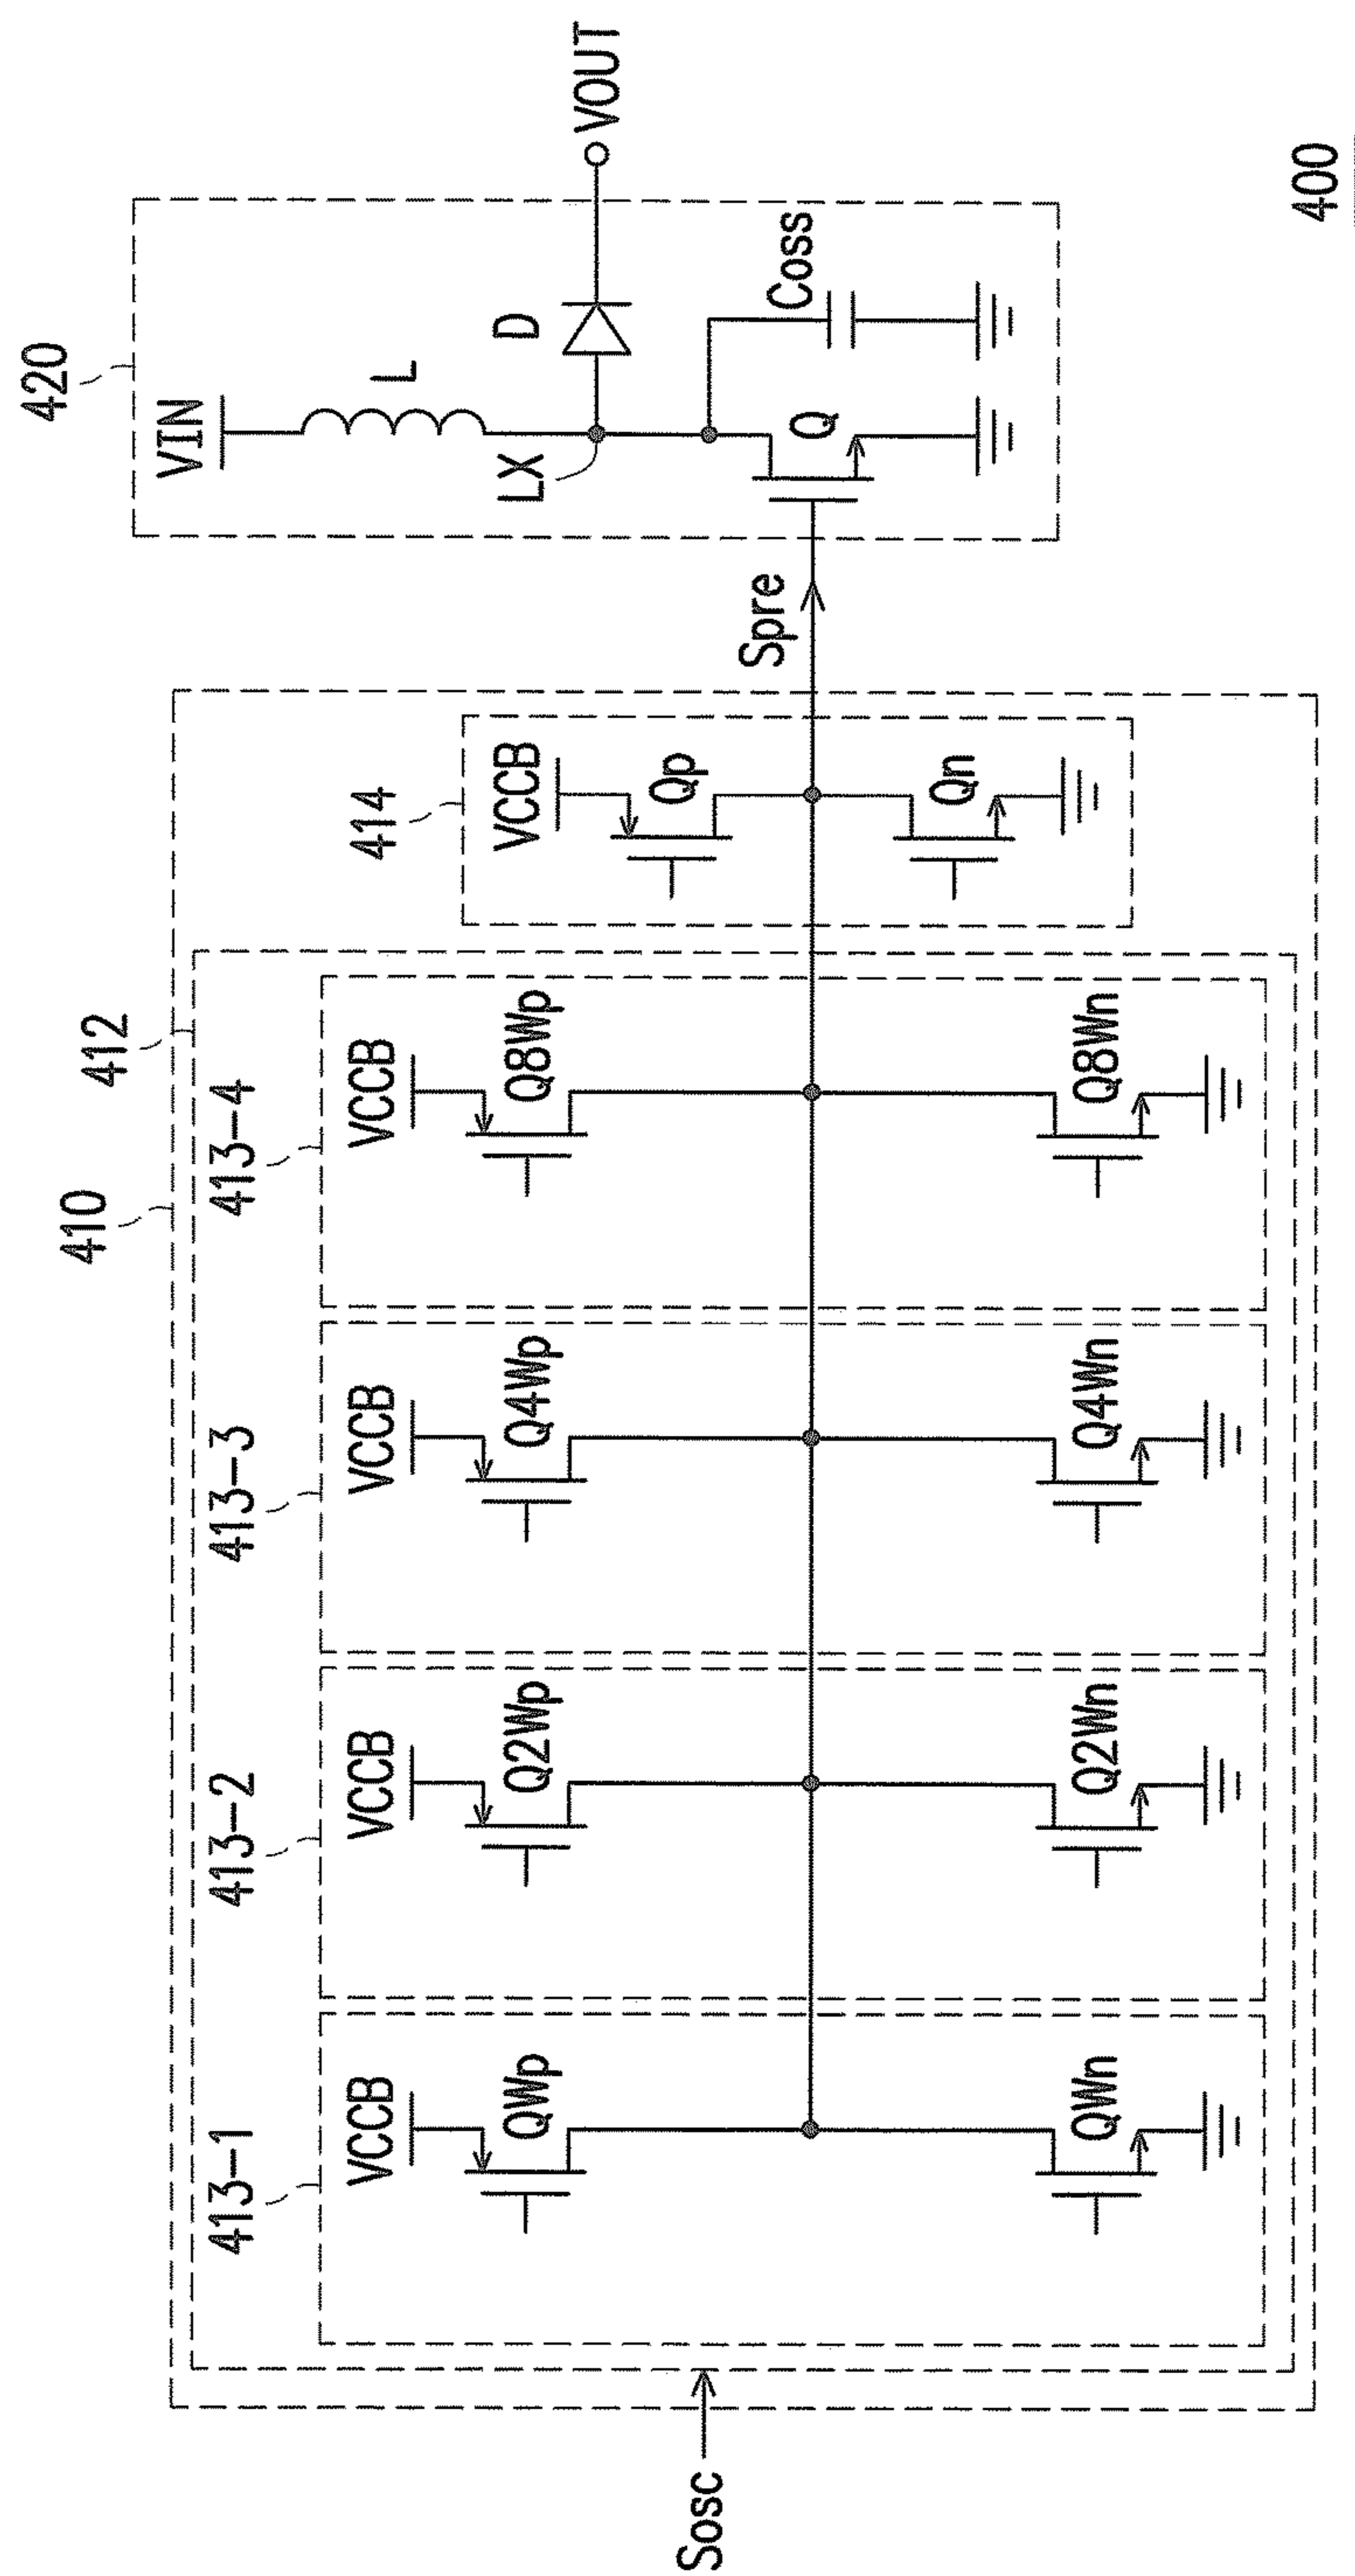 420
VIN
L
LX
D
VOUT
Coss
Q
Spre
410
412
414
VCCB
Qp
Qn
413-1
VCCB
QWp
QWn
413-2
VCCB
Q2Wp
Q2Wn
413-3
VCCB
Q4Wp
Q4Wn
413-4
VCCB
Q8Wp
Q8Wn
Sosc
400